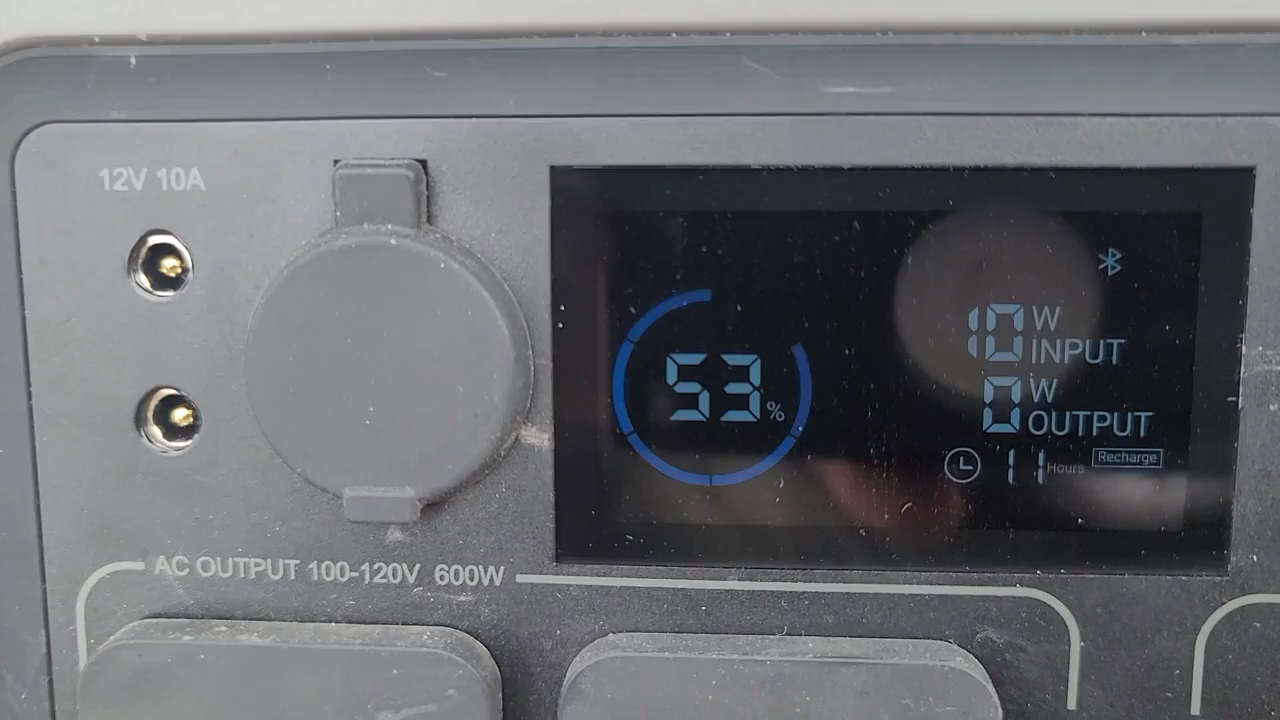 12V 10A
53%
10 W
INPUT
0 W
OUTPUT
11 Hours Recharge
AC OUTPUT 100-120V 600W